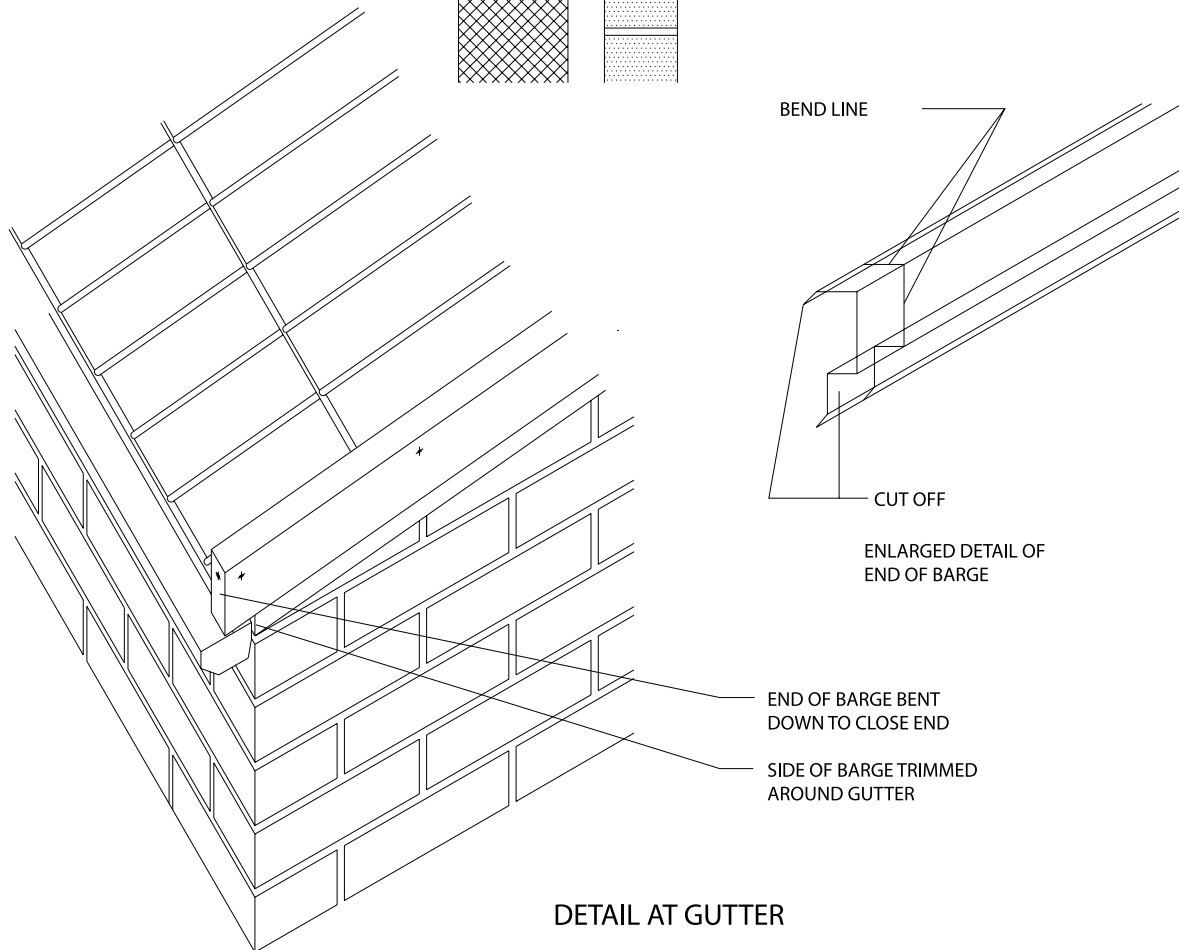 BEND LINE
CUT OFF
ENLARGED DETAIL OF
END OF BARGE
END OF BARGE BENT
DOWN TO CLOSE END
SIDE OF BARGE TRIMMED
AROUND GUTTER
DETAIL AT GUTTER